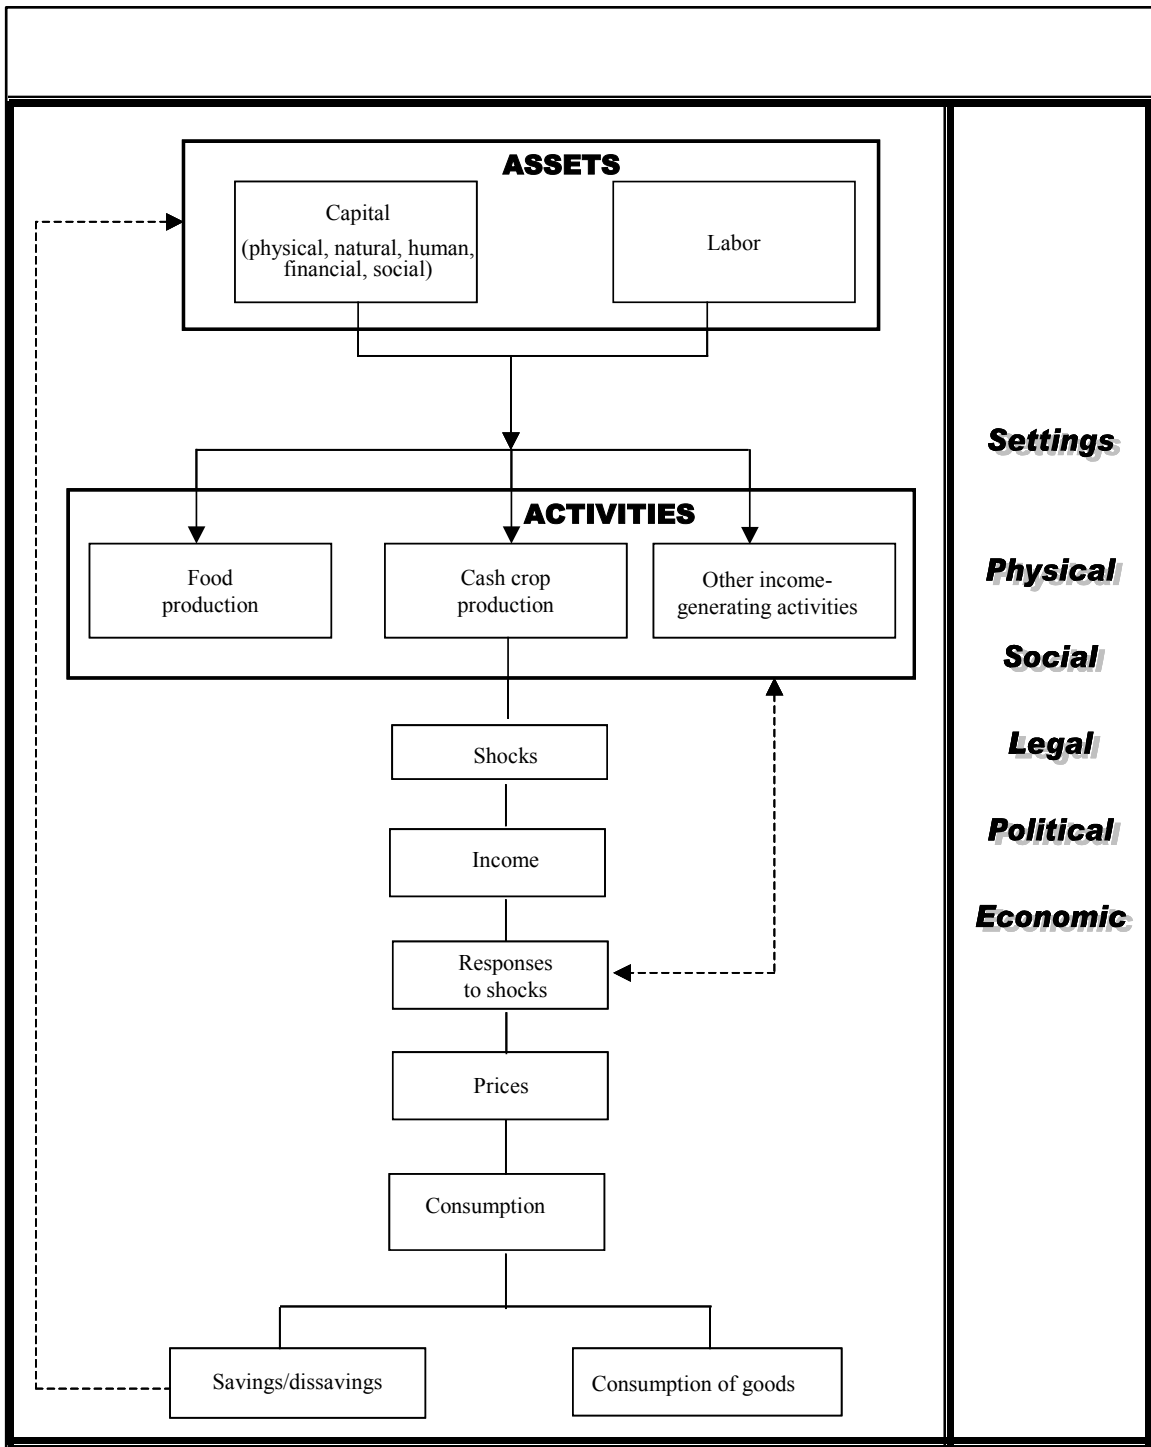 ASSETS
Capital
(physical, natural, human,
financial, social)
Labor
ACTIVITIES
Food
production
Cash crop
production
Other income-
generating activities
Shocks
Income
Responses
to shocks
Prices
Consumption
Savings/dissavings
Consumption of goods
Settings
Physical
Social
Legal
Political
Economic